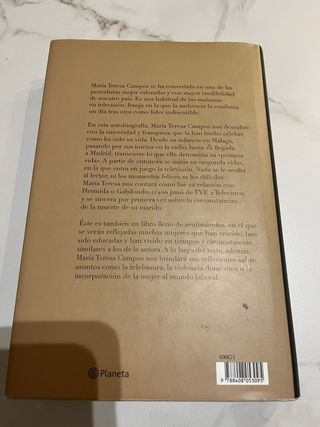 María Teresa Campos se ha convertido en una de las
periodistas mejor valoradas y con mayor credibilidad
de nuestro país. Es una habitual de las mañanas
en televisión, franja en la que la audiencia la confirma
un día tras otro como líder indiscutible.
En esta autobiografía, María Teresa Campos nos descubre,
con la sinceridad y franqueza que la han hecho célebre,
cómo ha sido su vida. Desde su infancia en Málaga,
pasando por sus inicios en la radio, hasta su llegada
a Madrid, transcurre lo que ella denomina su «primera
vida». A partir de entonces se inicia su «segunda vida»,
en la que entra en juego la televisión. Nada se le oculta
al lector, ni los momentos felices ni los difíciles.
María Teresa nos contará cómo fue su relación con
Hermida o Gabilondo, cómo pasó de TVE a Telecinco,
y se sincera por primera vez sobre las circunstancias
de la muerte de su marido.
Éste es también un libro lleno de sentimientos, en el que
se verán reflejadas muchas mujeres que han crecido, han
sido educadas y han vivido en tiempos y circunstancias
similares a los de la autora. A lo largo del texto, además,
María Teresa Campos nos brindará sus reflexiones sobre
asuntos como la telebasura, la violencia doméstica o la
incorporación de la mujer al mundo laboral.
Planeta
000671
9 788408 053095